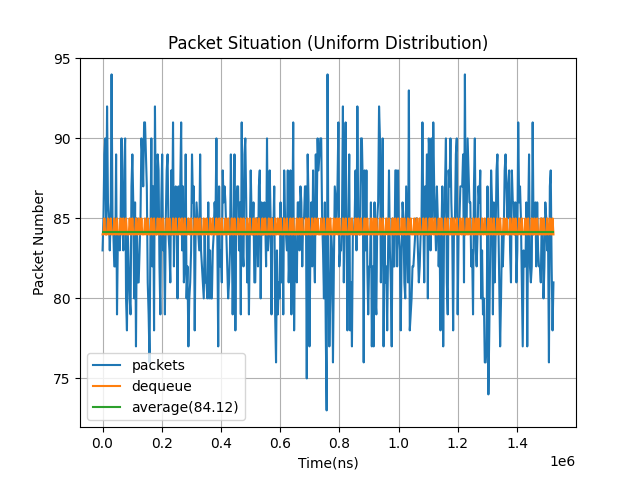 Packet Situation (Uniform Distribution)
95
90
85
80
75
Packet Number
packets
dequeue
average(84.12)
0.0 0.2 0.4 0.6 0.8 1.0 1.2 1.4
1e6
Time(ns)